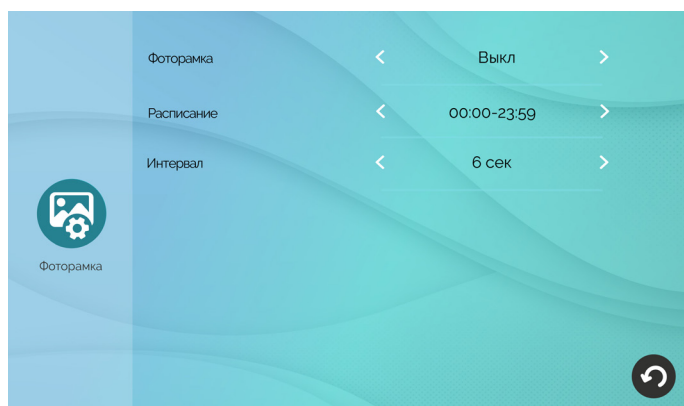 Фоторамка
Выкл
Расписание
00:00-23:59
Интервал
6 сек
Фоторамка